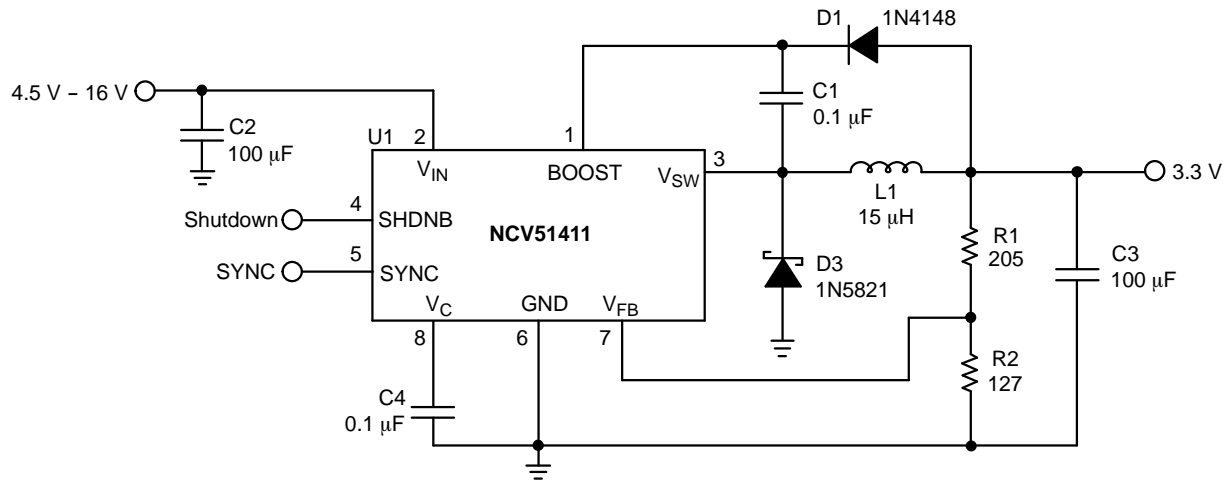 D1
1N4148
4.5 V – 16 V
C2
100 μF
C1
0.1 μF
U1
2
1
3
VIN
BOOST
VSW
3.3 V
L1
15 μH
Shutdown
4
SHDNB
NCV51411
SYNC
5
SYNC
R1
205
C3
100 μF
D3
1N5821
VC
GND
VFB
8
6
7
R2
127
C4
0.1 μF